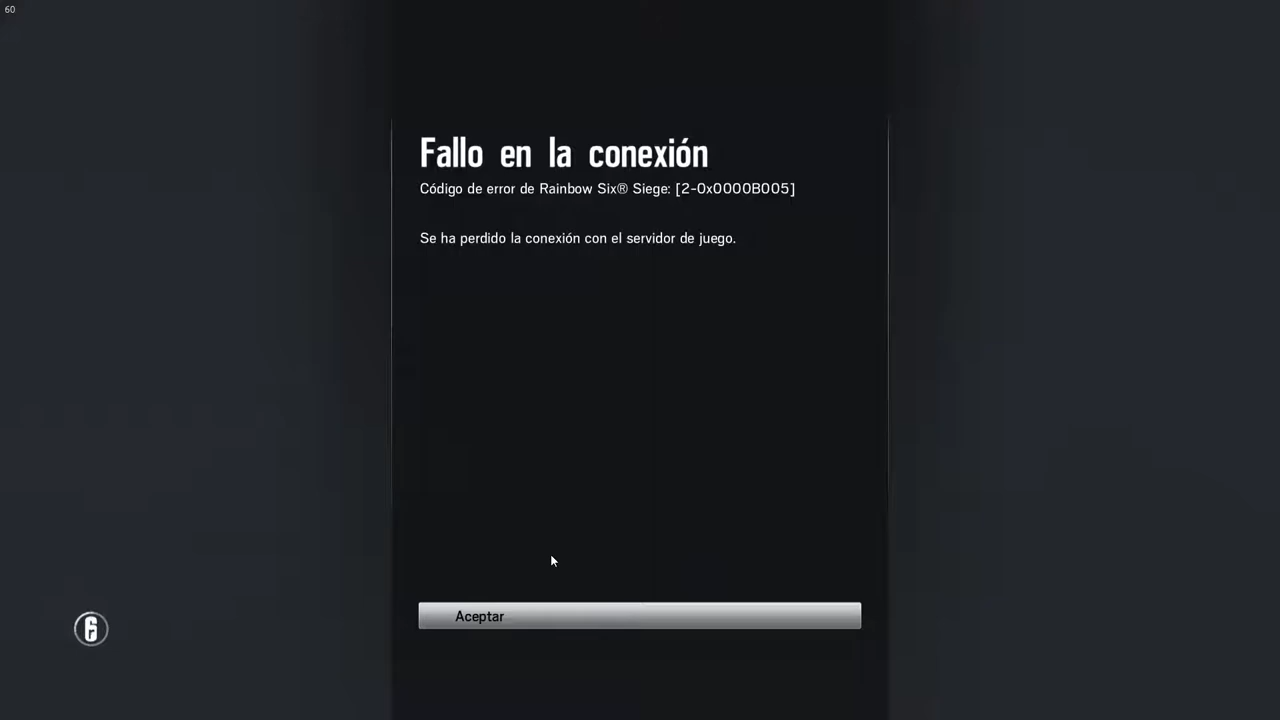 60
Fallo en la conexión
Código de error de Rainbow Six® Siege: [2-0x0000B005]
Se ha perdido la conexión con el servidor de juego.
Aceptar
6